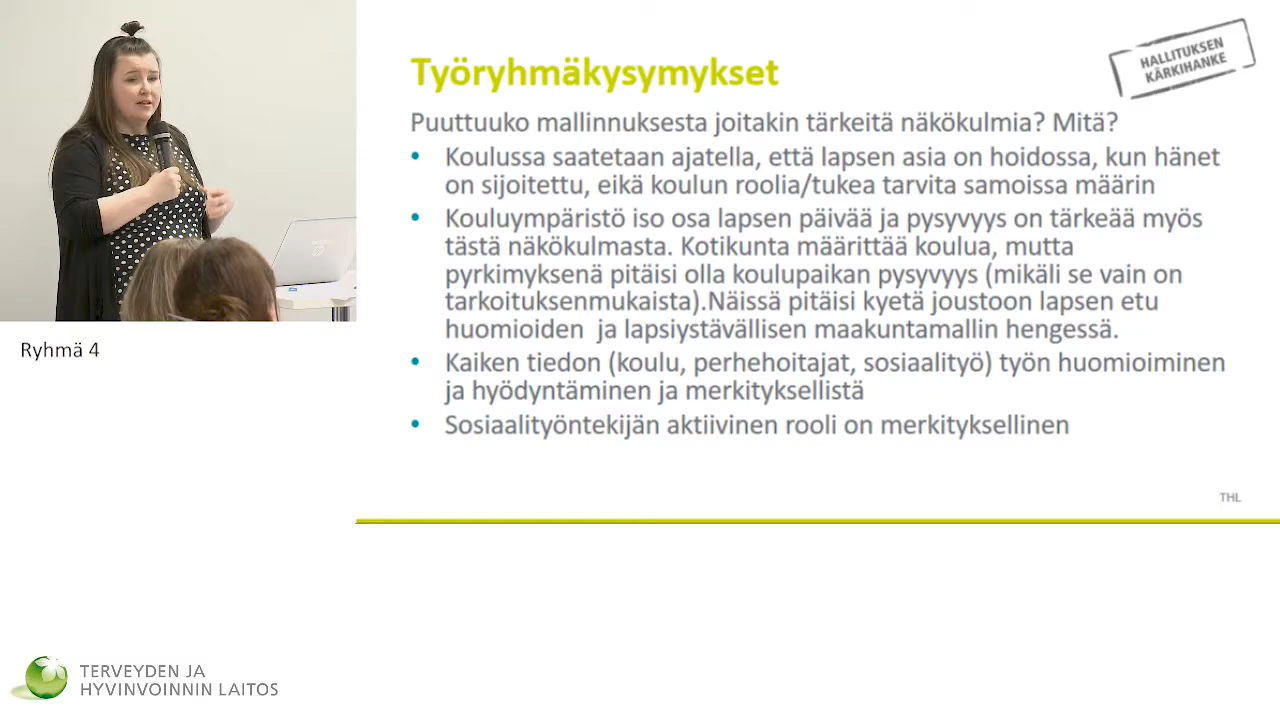 Työryhmäkysymykset
HALLITUKSEN
KÄRKIHANKE
Puuttuuko mallinnuksesta joitakin tärkeitä näkökulmia? Mitä?
• Koulussa saatetaan ajatella, että lapsen asia on hoidossa, kun hänet
on sijoitettu, eikä koulun roolia/tukea tarvita samoissa määrin
• Kouluympäristö iso osa lapsen päivää ja pysyvyys on tärkeää myös
tästä näkökulmasta. Kotikunta määrittää koulua, mutta
pyrkimyksenä pitäisi olla koulupaikan pysyvyys (mikäli se vain on
tarkoituksenmukaista).Näissä pitäisi kyetä joustoon lapsen etu
huomioiden ja lapsiystävällisen maakuntamallin hengessä.
• Kaiken tiedon (koulu, perhehoitajat, sosiaalityö) työn huomioiminen
ja hyödyntäminen ja merkityksellistä
• Sosiaalityöntekijän aktiivinen rooli on merkityksellinen
THL
Ryhmä 4
TERVEYDEN JA
HYVINVOINNIN LAITOS